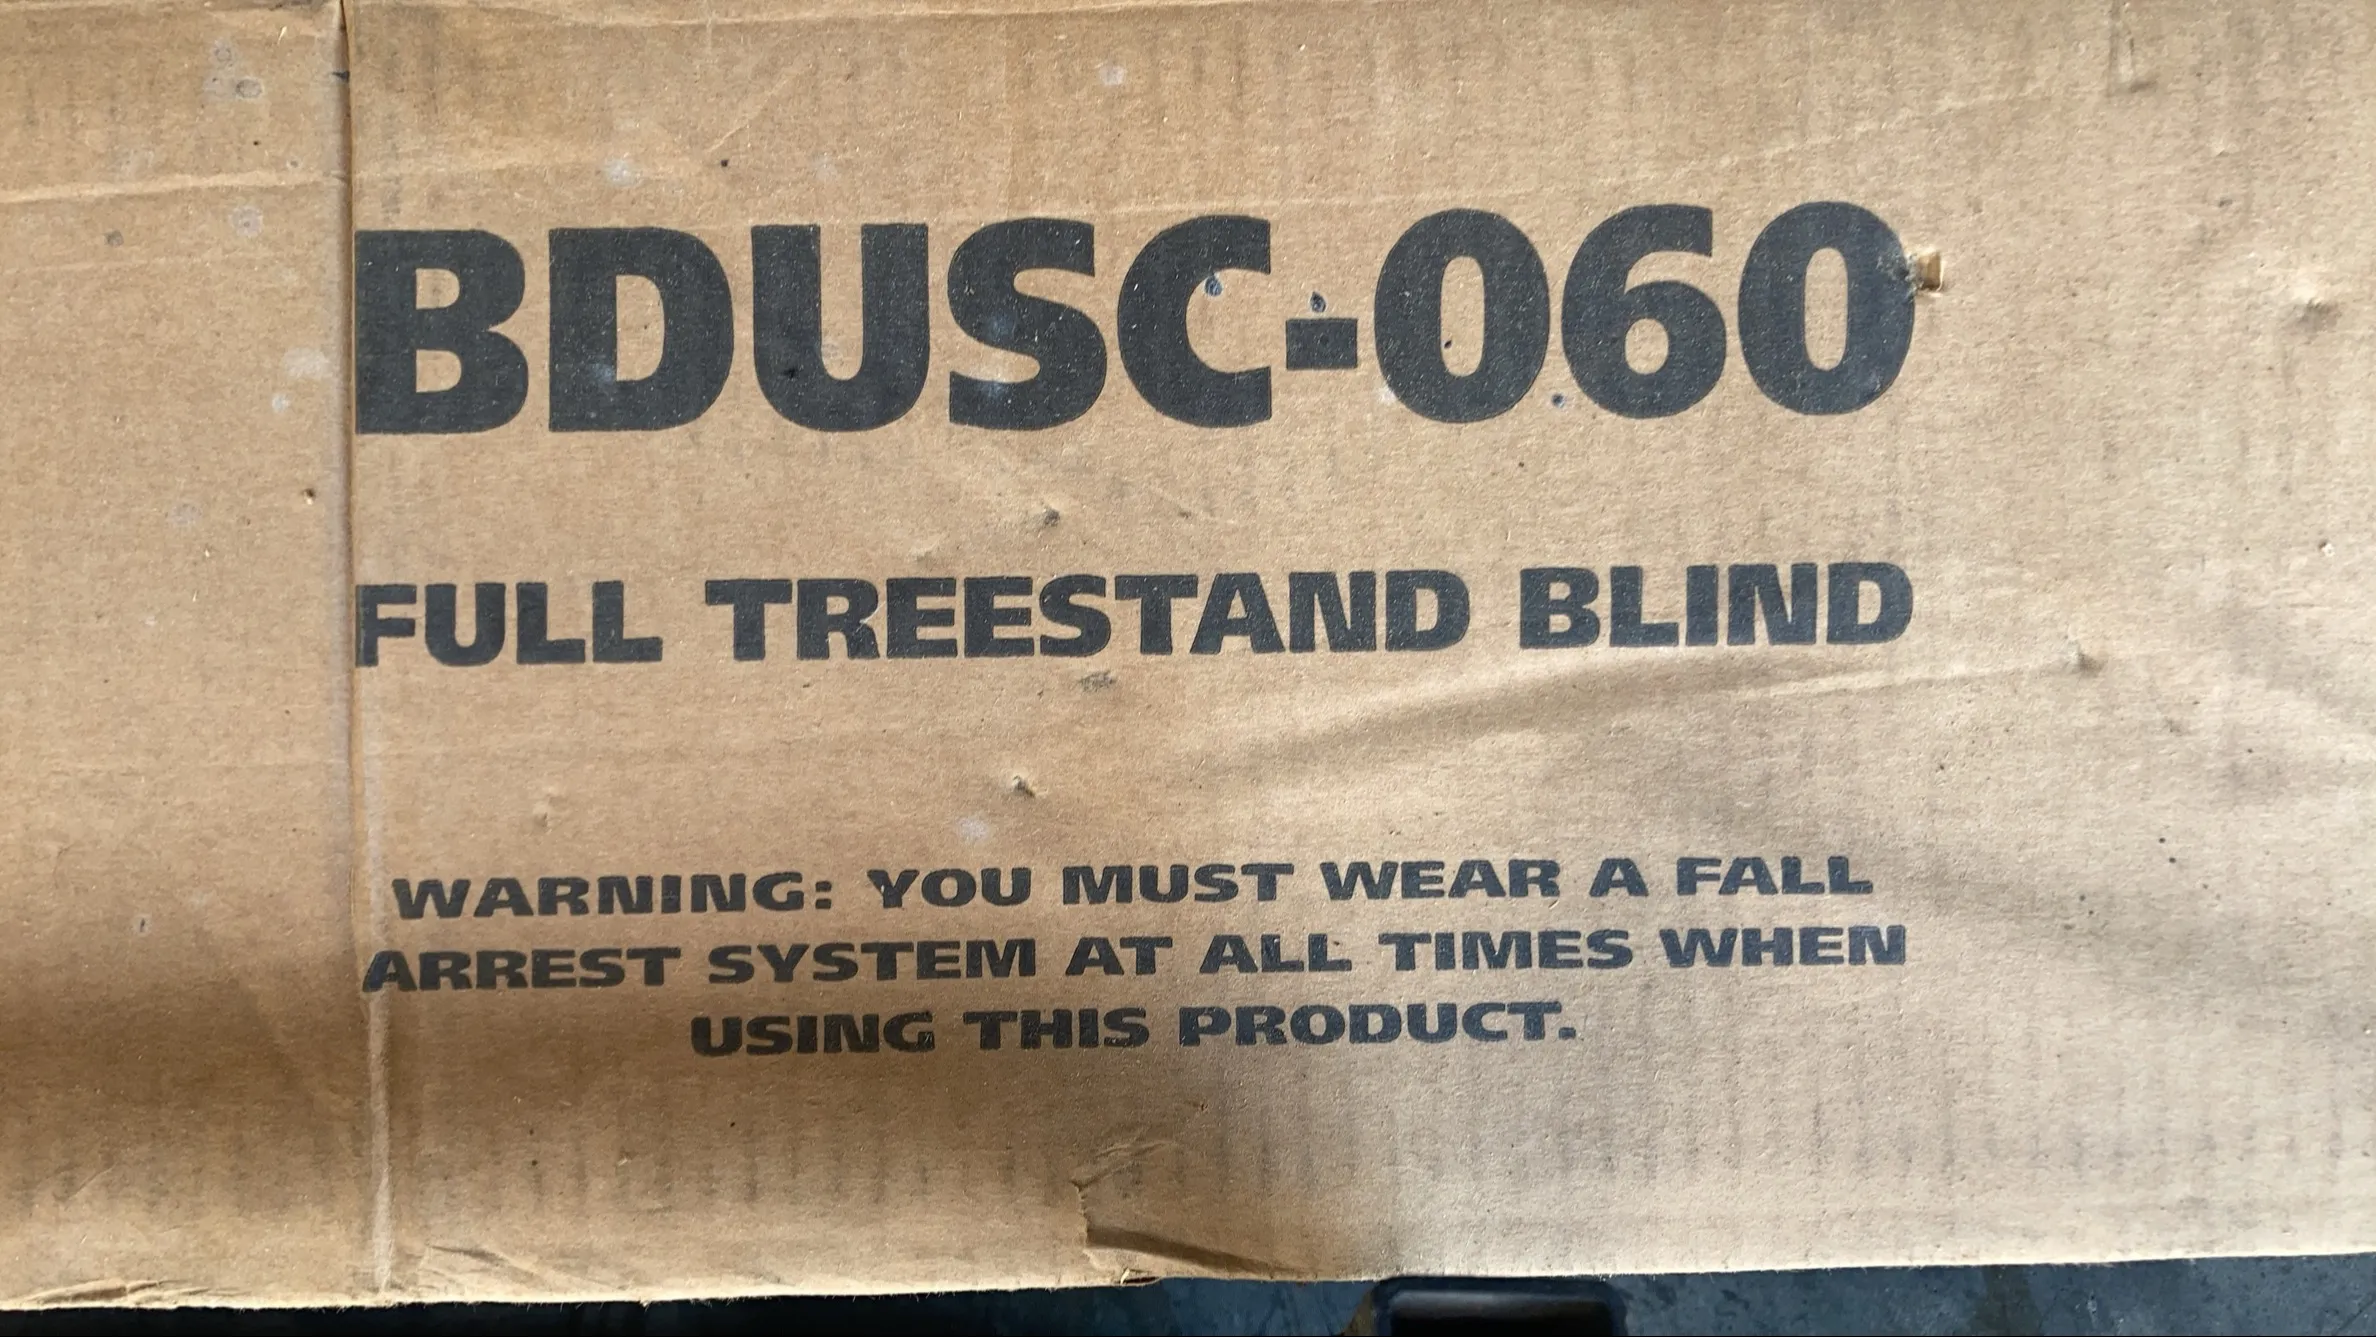 BDUSC-060
FULL TREESTAND BLIND
WARNING: YOU MUST WEAR A FALL
ARREST SYSTEM AT ALL TIMES WHEN
USING THIS PRODUCT.